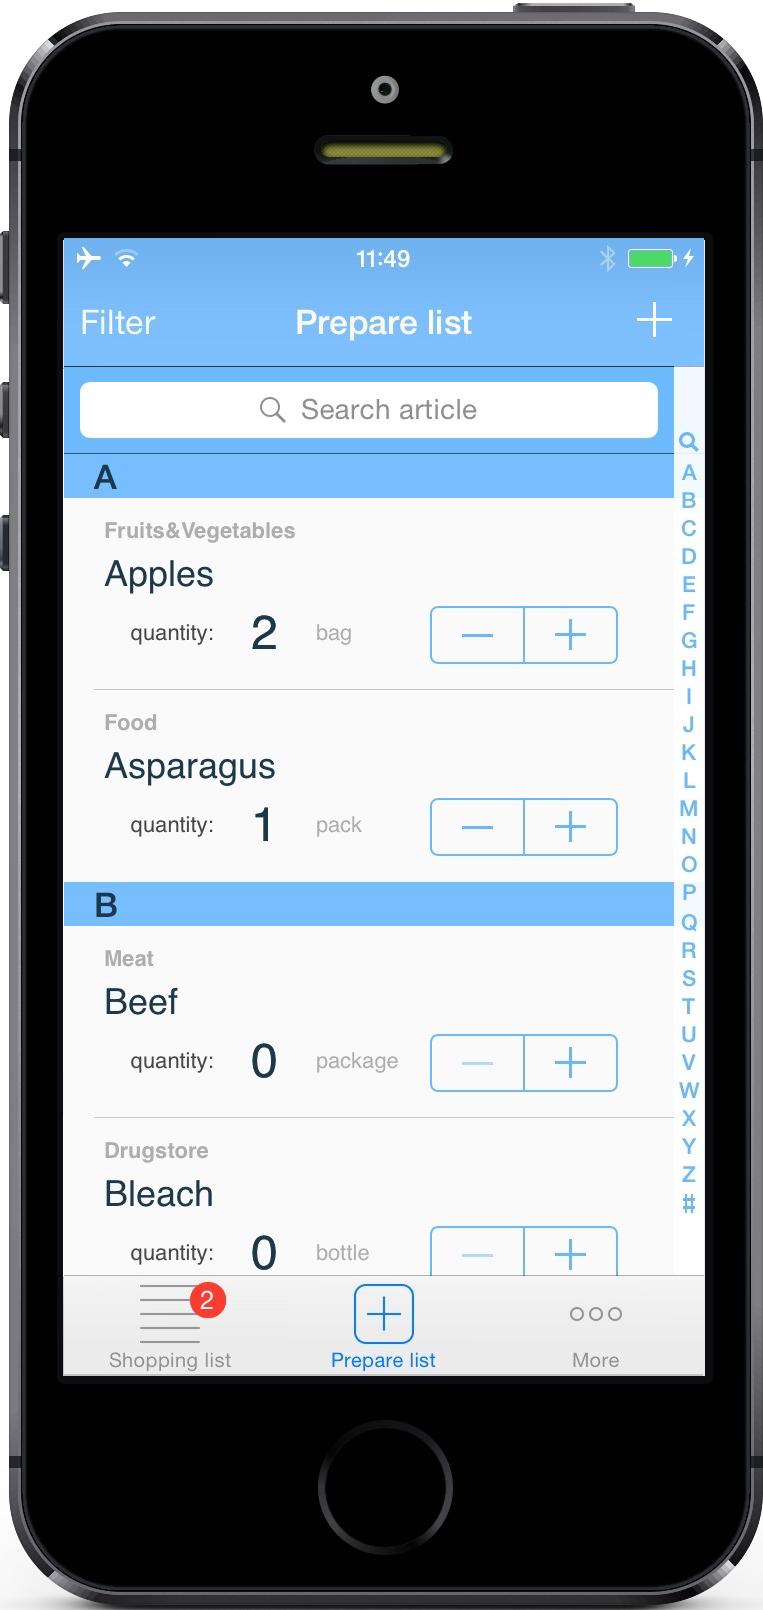 11:49
Filter Prepare list +
Search article
A
Fruits&Vegetables
Apples
quantity: 2 bag − +
Food
Asparagus
quantity: 1 pack − +
B
Meat
Beef
quantity: 0 package − +
Drugstore
Bleach
quantity: 0 bottle − +
A
B
C
D
E
F
G
H
I
J
K
L
M
N
O
P
Q
R
S
T
U
V
W
X
Y
Z
#
2
Shopping list Prepare list More